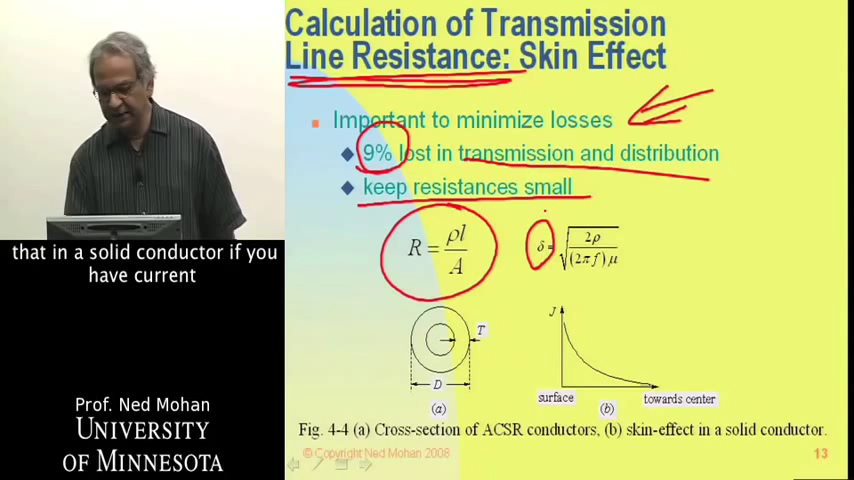 Calculation of Transmission
Line Resistance: Skin Effect
Important to minimize losses
9% lost in transmission and distribution
keep resistances small
R = ρl / A
δ = √(2ρ / (2πf)μ)
that in a solid conductor if you
have current
T
D
(a)
J
surface
towards center
(b)
Fig. 4-4 (a) Cross-section of ACSR conductors, (b) skin-effect in a solid conductor.
Prof. Ned Mohan
UNIVERSITY
OF MINNESOTA
© Copyright Ned Mohan 2008
13